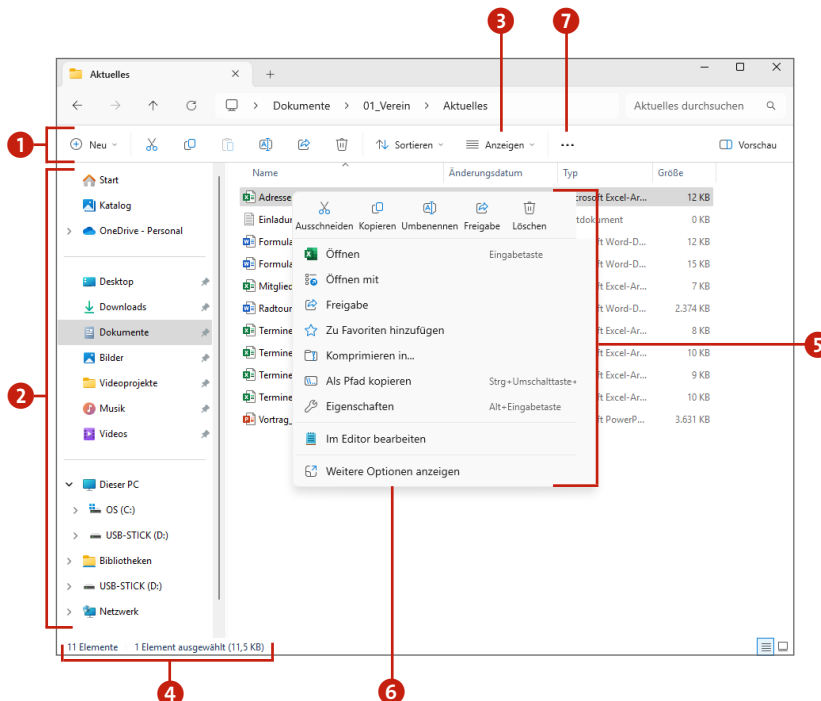 3 7
Aktuelles
Dokumente > 01_Verein > Aktuelles Aktuelles durchsuchen
1 Neu Sortieren Anzeigen ... Vorschau
Name Änderungsdatum Typ Größe
Start
Katalog
OneDrive - Personal
Desktop
Downloads
Dokumente
Bilder
Videoprojekte
Musik
Videos
2
Dieser PC
OS (C:)
USB-STICK (D:)
Bibliotheken
USB-STICK (D:)
Netzwerk
Adresse crosoft Excel-Ar... 12 KB
Einladu tdokument 0 KB
Formula ft Word-D... 12 KB
Formula ft Word-D... 15 KB
Mitglied ft Excel-Ar... 7 KB
Radtour ft Word-D... 2.374 KB
Termine ft Excel-Ar... 8 KB
Termine ft Excel-Ar... 10 KB
Termine ft Excel-Ar... 9 KB
Termine ft Excel-Ar... 10 KB
Vortrag_ ft PowerP... 3.631 KB
Ausschneiden Kopieren Umbenennen Freigabe Löschen
Öffnen Eingabetaste
Öffnen mit
Freigabe
Zu Favoriten hinzufügen
Komprimieren in...
Als Pfad kopieren Strg+Umschalttaste+
Eigenschaften Alt+Eingabetaste
Im Editor bearbeiten
Weitere Optionen anzeigen
5
11 Elemente 1 Element ausgewählt (11,5 KB)
4 6